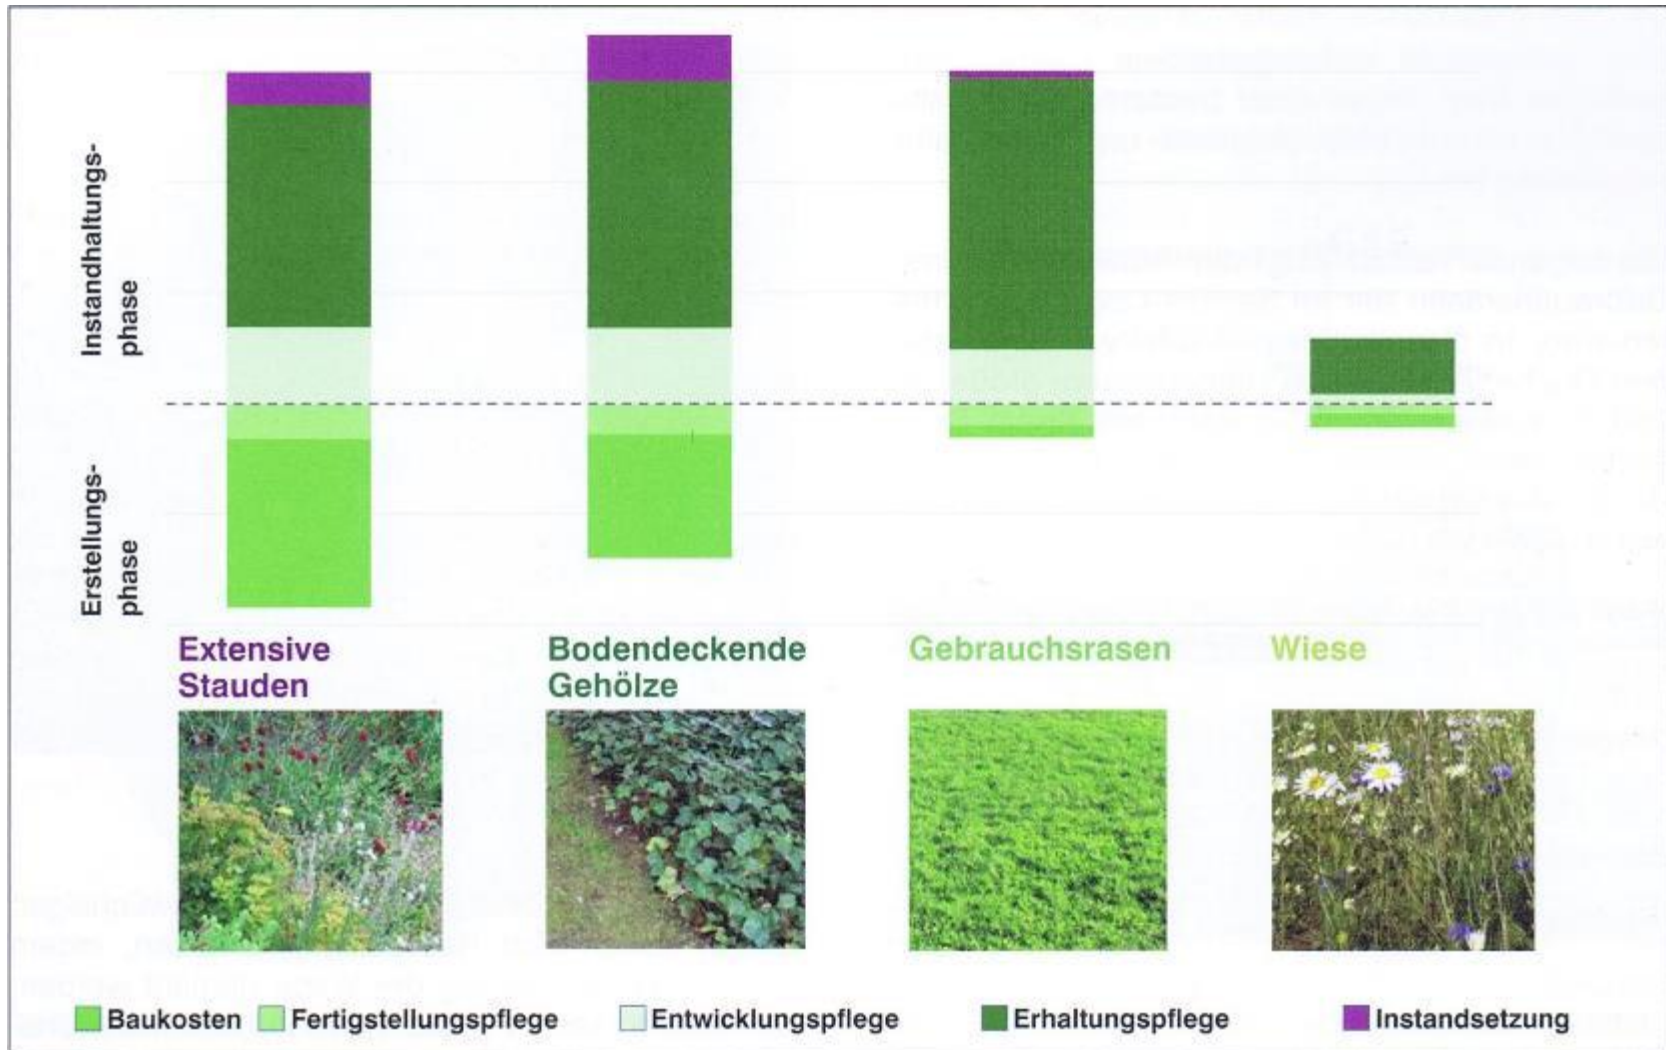 Instandhaltungs-
phase
Erstellungs-
phase
Extensive
Stauden
Bodendeckende
Gehölze
Gebrauchsrasen
Wiese
Baukosten
Fertigstellungspflege
Entwicklungspflege
Erhaltungspflege
Instandsetzung